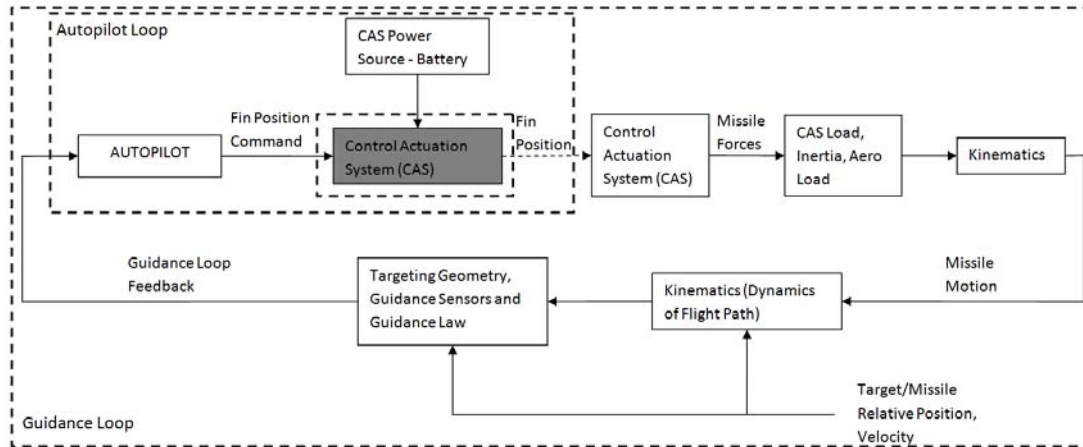 Autopilot Loop
CAS Power
Source - Battery
Fin Position
Command
AUTOPILOT
Control Actuation
System (CAS)
Fin
Position
Control
Actuation
System (CAS)
Missile
Forces
CAS Load,
Inertia, Aero
Load
Kinematics
Guidance Loop
Feedback
Targeting Geometry,
Guidance Sensors and
Guidance Law
Kinematics (Dynamics
of Flight Path)
Missile
Motion
Target/Missile
Relative Position,
Velocity
Guidance Loop